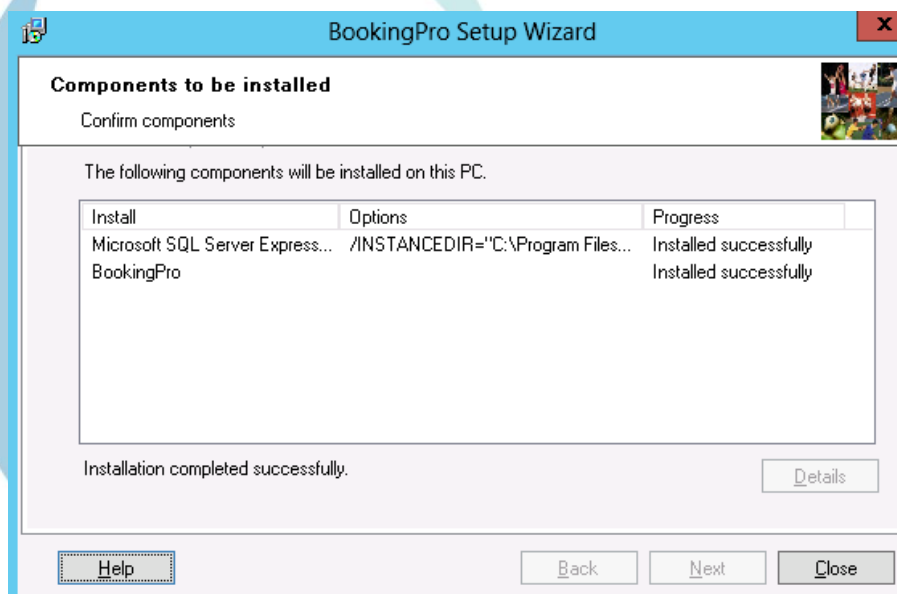 BookingPro Setup Wizard
X
Components to be installed
Confirm components
The following components will be installed on this PC.
Install Options Progress
Microsoft SQL Server Express... /INSTANCEDIR="C:\Program Files... Installed successfully
BookingPro Installed successfully
Installation completed successfully.
Details
Help Back Next Close